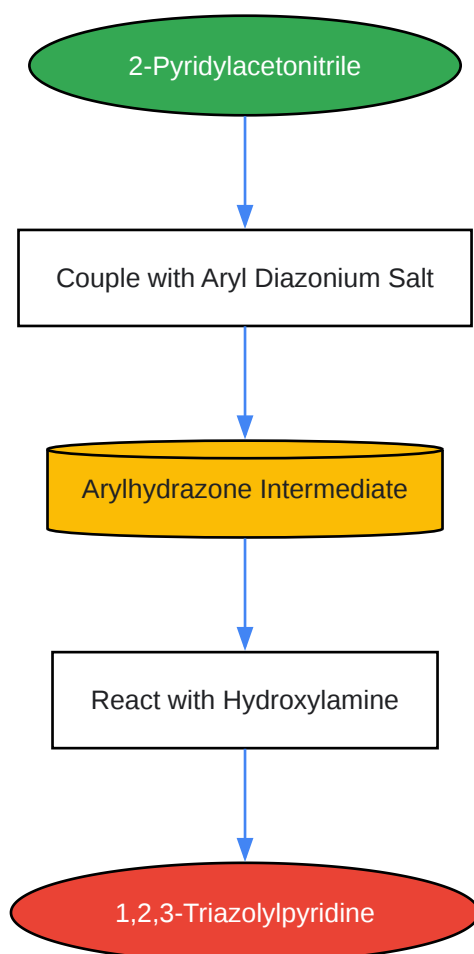 2-Pyridylacetonitrile
Couple with Aryl Diazonium Salt
Arylhydrazone Intermediate
React with Hydroxylamine
1,2,3-Triazolylpyridine